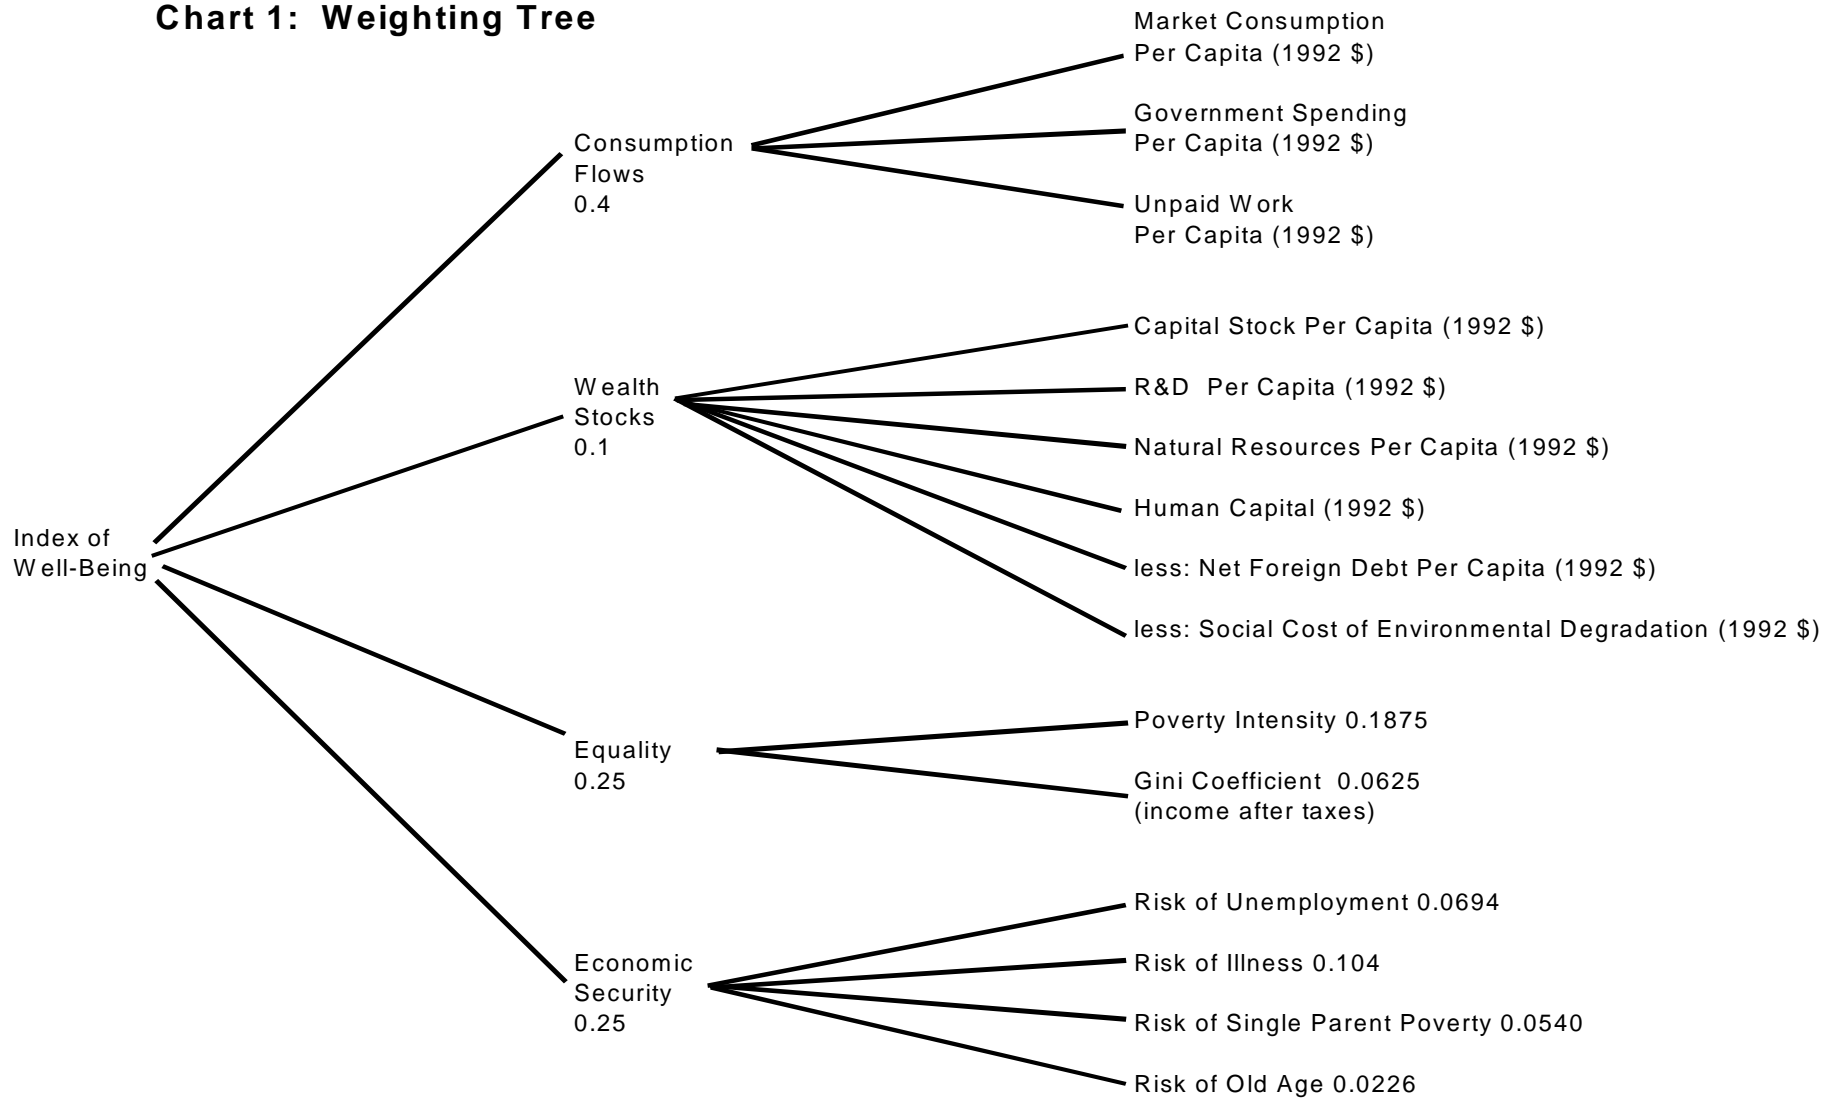 Chart 1: Weighting Tree
Market Consumption
Per Capita (1992 $)
Government Spending
Per Capita (1992 $)
Consumption
Flows
0.4
Unpaid Work
Per Capita (1992 $)
Capital Stock Per Capita (1992 $)
Wealth
Stocks
0.1
R&D Per Capita (1992 $)
Natural Resources Per Capita (1992 $)
Human Capital (1992 $)
Index of
Well-Being
less: Net Foreign Debt Per Capita (1992 $)
less: Social Cost of Environmental Degradation (1992 $)
Equality
0.25
Poverty Intensity 0.1875
Gini Coefficient 0.0625
(income after taxes)
Economic
Security
0.25
Risk of Unemployment 0.0694
Risk of Illness 0.104
Risk of Single Parent Poverty 0.0540
Risk of Old Age 0.0226